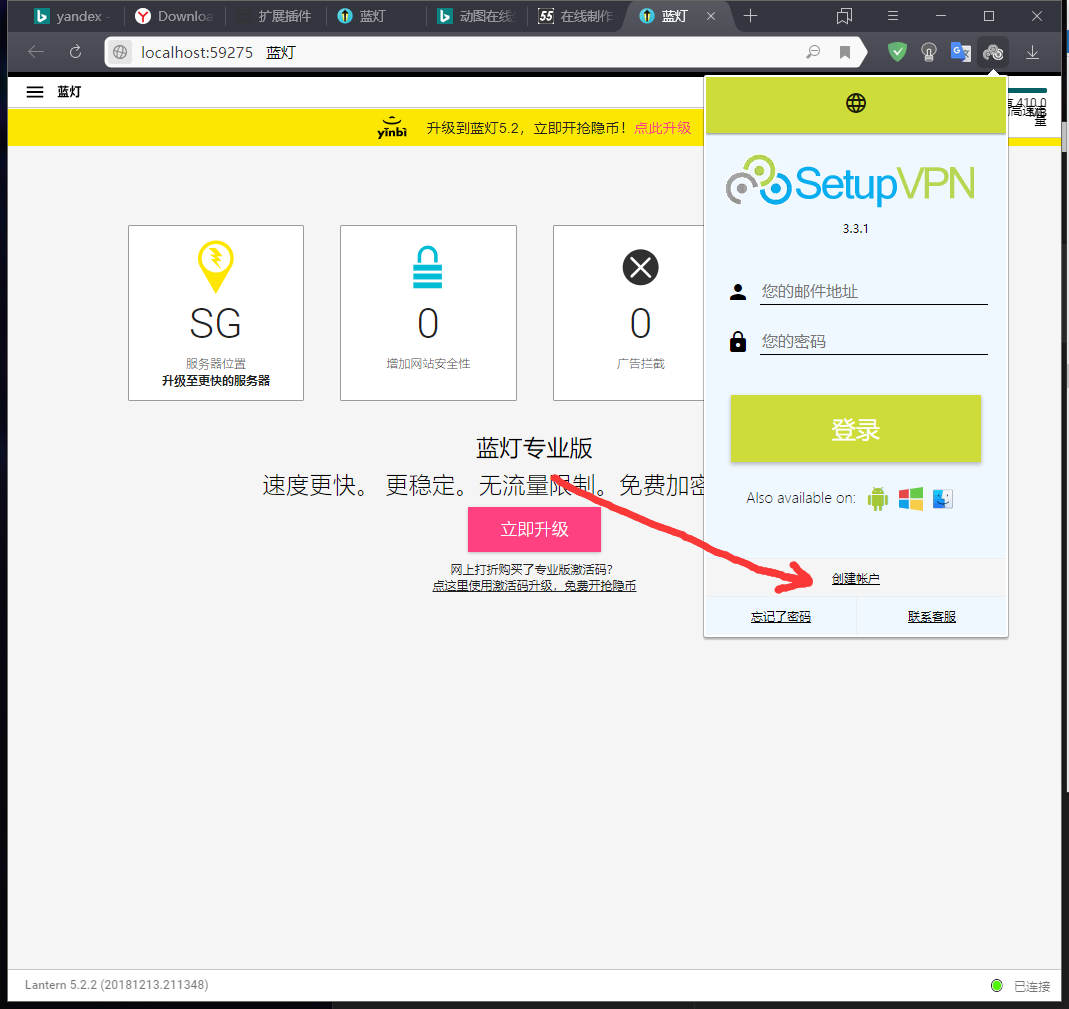 yandex -
Downloa
扩展插件
蓝灯
动图在线
55 在线制作
蓝灯
localhost:59275 蓝灯
蓝灯
yinbi 升级到蓝灯5.2，立即开抢隐币！点此升级
410.0
SetupVPN
3.3.1
您的邮件地址
您的密码
登录
Also available on:
创建帐户
忘记了密码
联系客服
SG
服务器位置
升级至更快的服务器
0
增加网站安全性
0
广告拦截
蓝灯专业版
速度更快。 更稳定。无流量限制。免费加密
立即升级
网上打折购买了专业版激活码？
点这里使用激活码升级，免费开抢隐币
Lantern 5.2.2 (20181213.211348)
已连接